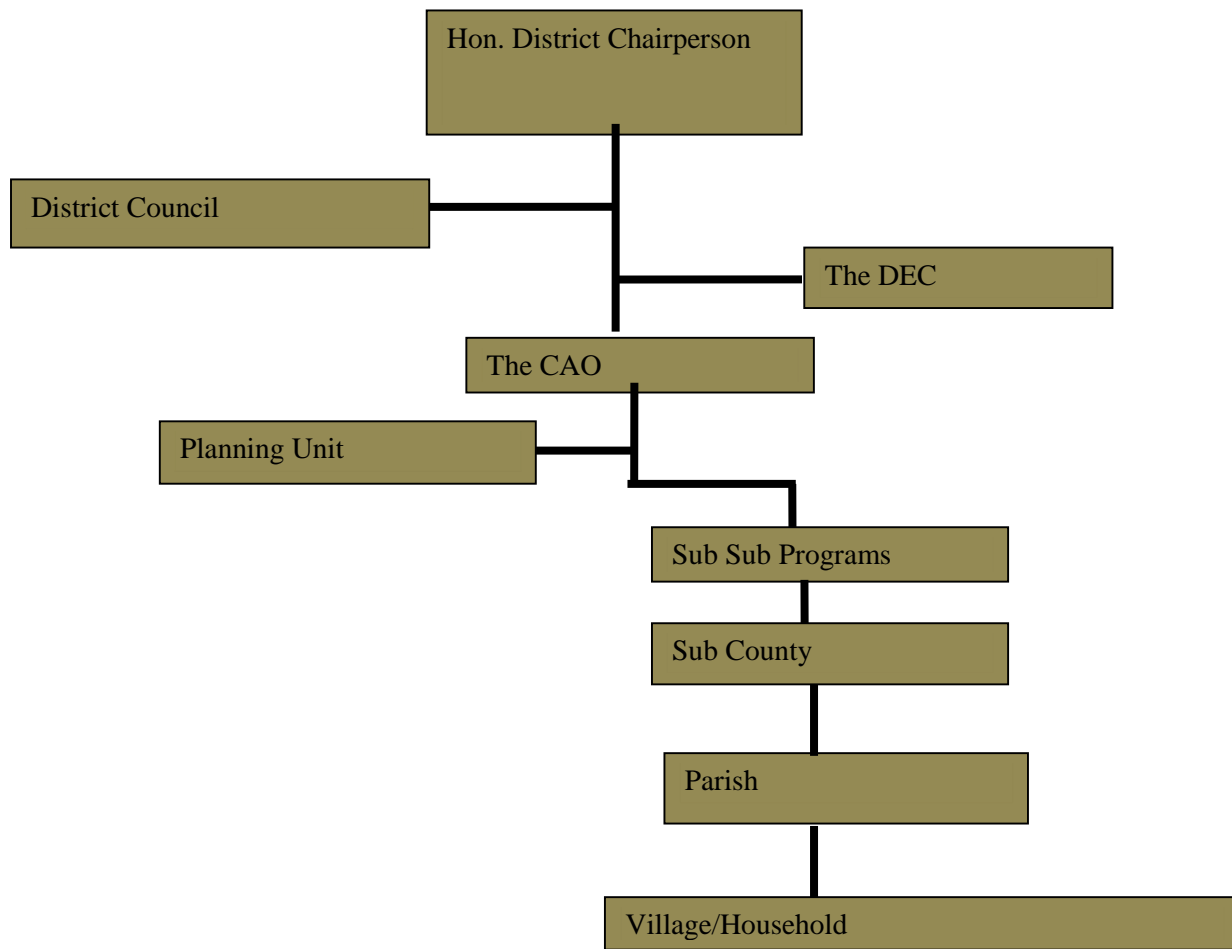 Hon. District Chairperson
District Council
The DEC
The CAO
Planning Unit
Sub Sub Programs
Sub County
Parish
Village/Household